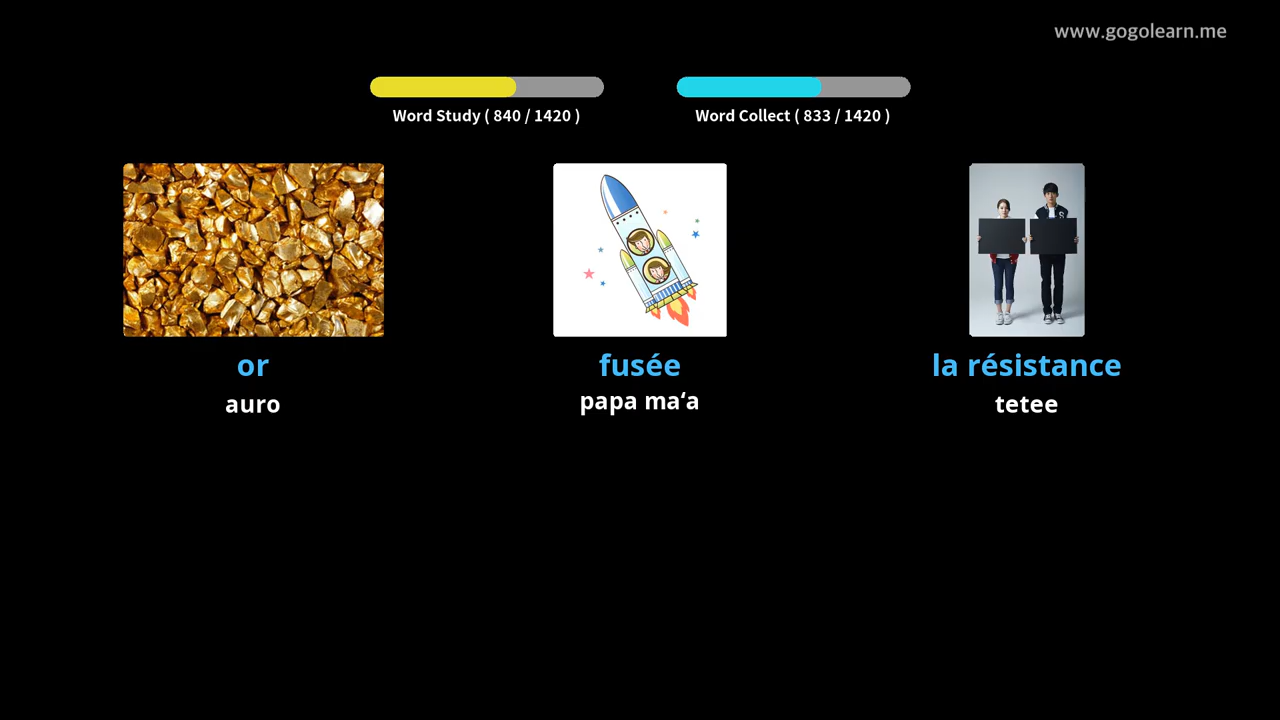 www.gogolearn.me
Word Study ( 840 / 1420 )
Word Collect ( 833 / 1420 )
or
auro
fusée
papa ma‘a
la résistance
tetee